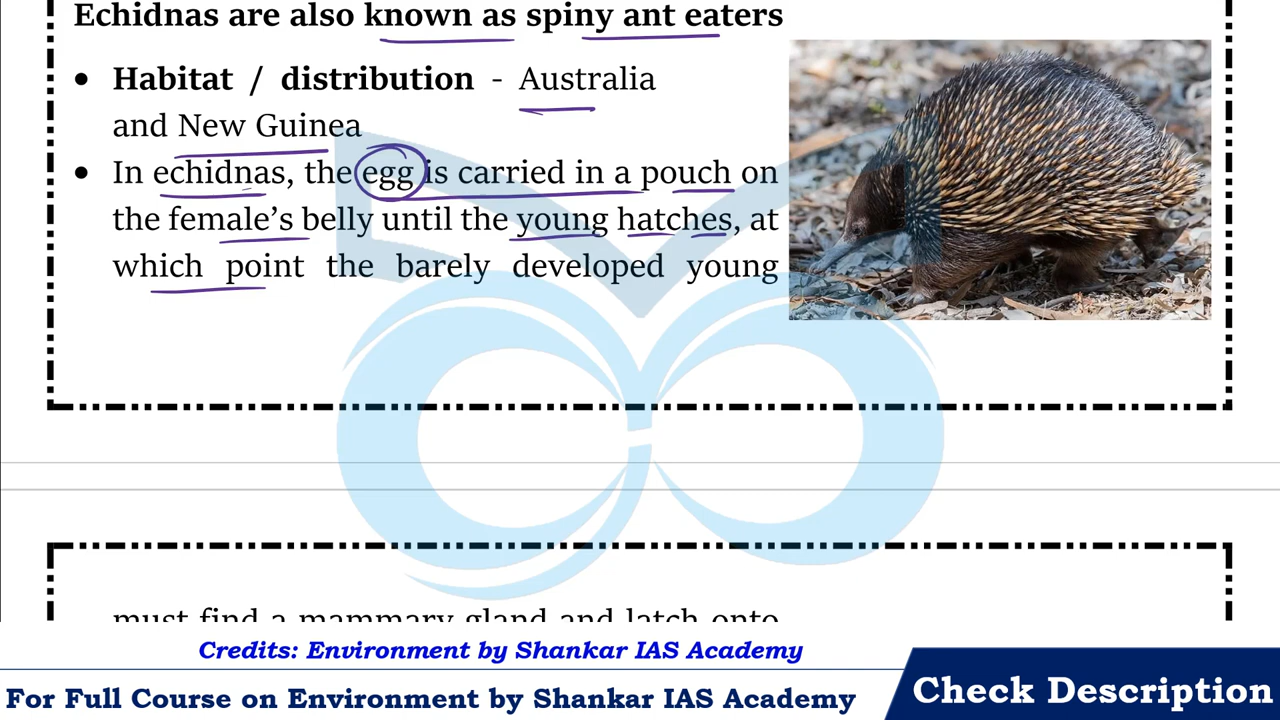 Echidnas are also known as spiny ant eaters
• Habitat / distribution - Australia
and New Guinea
• In echidnas, the egg is carried in a pouch on
the female’s belly until the young hatches, at
which point the barely developed young
must find a mammary gland and latch onto
Credits: Environment by Shankar IAS Academy
For Full Course on Environment by Shankar IAS Academy
Check Description